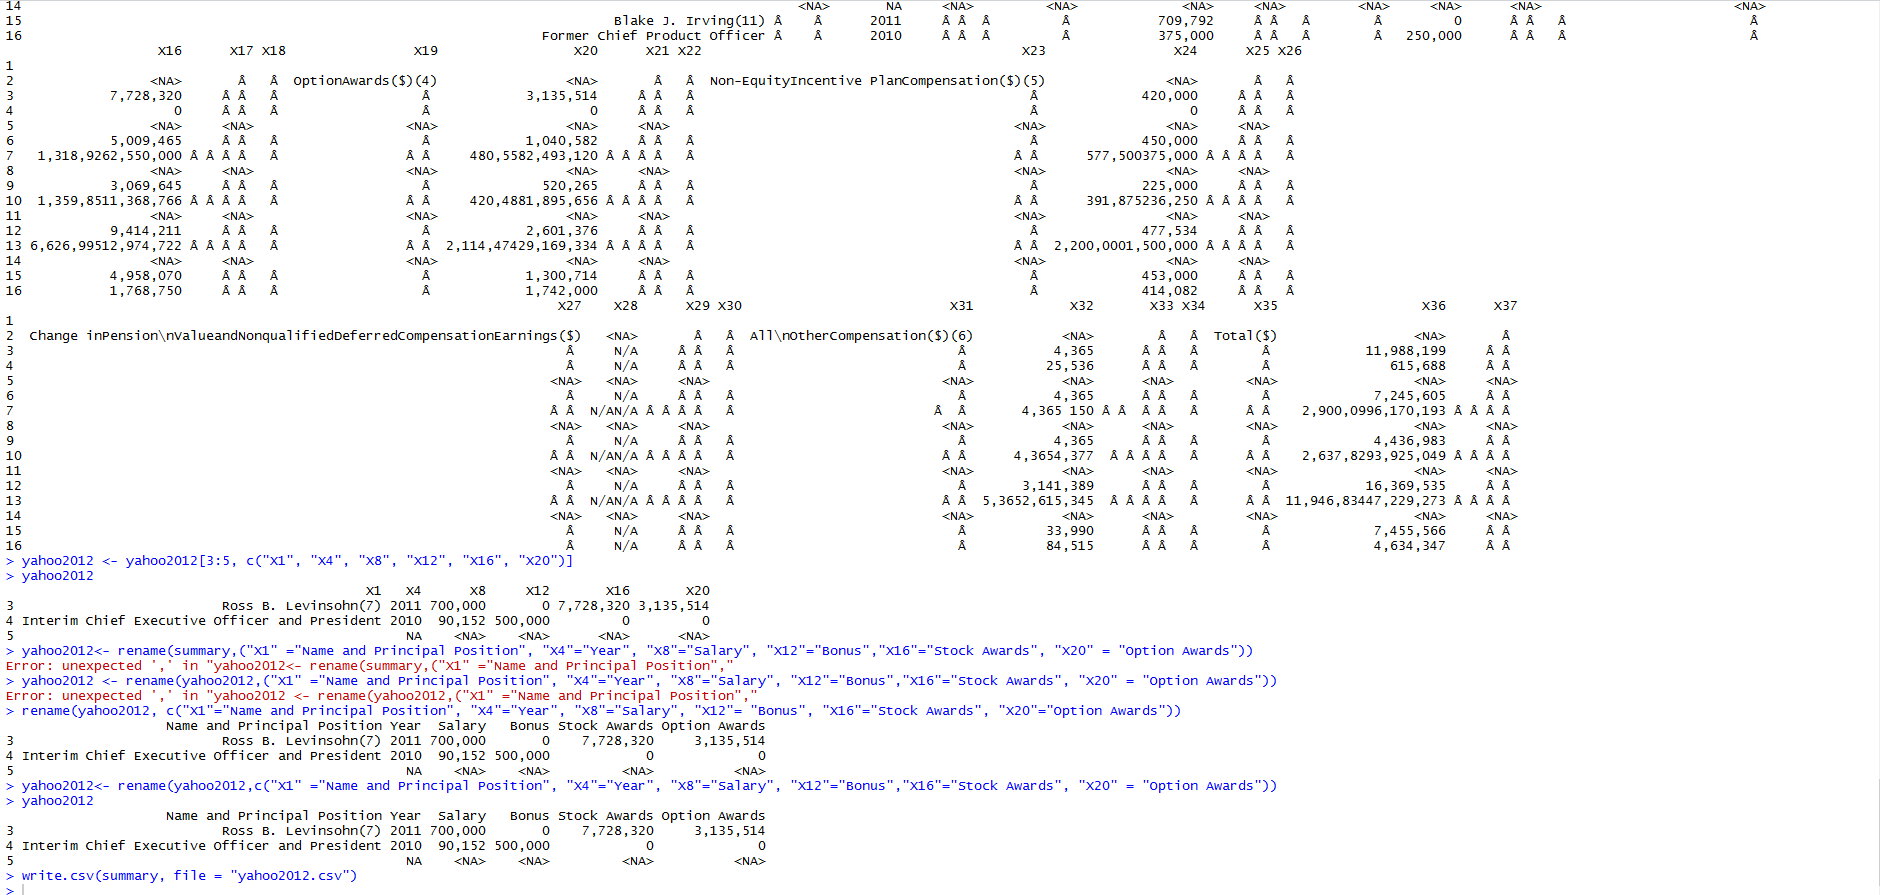 14 <NA> NA <NA> <NA> <NA> <NA> <NA> <NA> <NA>
15 Blake J. Irving(11) Â Â 2011 Â Â Â Â 709,792 Â Â Â Â 0 Â Â Â
16 Former Chief Product Officer Â Â 2010 Â Â Â Â 375,000 Â Â Â Â 250,000 Â Â Â Â
X16 X17 X18 X19 X20 X21 X22 X23 X24 X25 X26
1
2 <NA> Â Â OptionAwards($)(4) <NA> Â Â Non-EquityIncentive PlanCompensation($)(5) <NA> Â Â
3 7,728,320 Â Â Â Â 3,135,514 Â Â Â Â 420,000 Â Â Â
4 0 Â Â Â Â 0 Â Â Â Â 0 Â Â Â
5 <NA> <NA> <NA> <NA> <NA> <NA> <NA> <NA>
6 5,009,465 Â Â Â Â 1,040,582 Â Â Â Â 450,000 Â Â Â
7 1,318,9262,550,000 Â Â Â Â Â Â Â 480,5582,493,120 Â Â Â Â Â Â Â 577,500375,000 Â Â Â Â Â
8 <NA> <NA> <NA> <NA> <NA> <NA> <NA> <NA>
9 3,069,645 Â Â Â Â 520,265 Â Â Â Â 225,000 Â Â Â
10 1,359,8511,368,766 Â Â Â Â Â Â Â 420,4881,895,656 Â Â Â Â Â Â Â 391,875236,250 Â Â Â Â Â
11 <NA> <NA> <NA> <NA> <NA> <NA> <NA> <NA>
12 9,414,211 Â Â Â Â 2,601,376 Â Â Â Â 477,534 Â Â Â
13 6,626,99512,974,722 Â Â Â Â Â Â Â 2,114,47429,169,334 Â Â Â Â Â Â Â 2,200,0001,500,000 Â Â Â Â Â
14 <NA> <NA> <NA> <NA> <NA> <NA> <NA> <NA>
15 4,958,070 Â Â Â Â 1,300,714 Â Â Â Â 453,000 Â Â Â
16 1,768,750 Â Â Â Â 1,742,000 Â Â Â Â 414,082 Â Â Â
X27 X28 X29 X30 X31 X32 X33 X34 X35 X36 X37
1
2 Change inPension\nValueandNonqualifiedDeferredCompensationEarnings($) <NA> Â Â All\nOtherCompensation($)(6) <NA> Â Â Total($) <NA> Â
3 Â N/A Â Â Â Â 4,365 Â Â Â Â 11,988,199 Â Â
4 Â N/A Â Â Â Â 25,536 Â Â Â Â 615,688 Â Â
5 <NA> <NA> <NA> <NA> <NA> <NA> <NA> <NA> <NA>
6 Â N/A Â Â Â Â 4,365 Â Â Â Â 7,245,605 Â Â
7 Â Â N/AN/A Â Â Â Â Â Â Â 4,365 150 Â Â Â Â Â Â Â 2,900,0996,170,193 Â Â Â Â
8 <NA> <NA> <NA> <NA> <NA> <NA> <NA> <NA> <NA>
9 Â N/A Â Â Â Â 4,365 Â Â Â Â 4,436,983 Â Â
10 Â Â N/AN/A Â Â Â Â Â Â Â 4,3654,377 Â Â Â Â Â Â Â 2,637,8293,925,049 Â Â Â Â
11 <NA> <NA> <NA> <NA> <NA> <NA> <NA> <NA> <NA>
12 Â N/A Â Â Â Â 3,141,389 Â Â Â Â 16,369,535 Â Â
13 Â Â N/AN/A Â Â Â Â Â Â Â 5,3652,615,345 Â Â Â Â Â Â Â 11,946,83447,229,273 Â Â Â Â
14 <NA> <NA> <NA> <NA> <NA> <NA> <NA> <NA> <NA>
15 Â N/A Â Â Â Â 33,990 Â Â Â Â 7,455,566 Â Â
16 Â N/A Â Â Â Â 84,515 Â Â Â Â 4,634,347 Â Â
> yahoo2012 <- yahoo2012[3:5, c("X1", "X4", "X8", "X12", "X16", "X20")]
> yahoo2012
X1 X4 X8 X12 X16 X20
3 Ross B. Levinsohn(7) 2011 700,000 0 7,728,320 3,135,514
4 Interim Chief Executive Officer and President 2010 90,152 500,000 0 0
5 NA <NA> <NA> <NA> <NA>
> yahoo2012<- rename(summary,("X1" ="Name and Principal Position", "X4"="Year", "X8"="Salary", "X12"="Bonus","X16"="Stock Awards", "X20" = "Option Awards"))
Error: unexpected ',' in "yahoo2012<- rename(summary,("X1" ="Name and Principal Position","
> yahoo2012 <- rename(yahoo2012,("X1" ="Name and Principal Position", "X4"="Year", "X8"="Salary", "X12"="Bonus","X16"="Stock Awards", "X20" = "Option Awards"))
Error: unexpected ',' in "yahoo2012 <- rename(yahoo2012,("X1" ="Name and Principal Position","
> rename(yahoo2012, c("X1"="Name and Principal Position", "X4"="Year", "X8"="Salary", "X12"= "Bonus", "X16"="Stock Awards", "X20"="Option Awards"))
Name and Principal Position Year Salary Bonus Stock Awards Option Awards
3 Ross B. Levinsohn(7) 2011 700,000 0 7,728,320 3,135,514
4 Interim Chief Executive Officer and President 2010 90,152 500,000 0 0
5 NA <NA> <NA> <NA> <NA>
> yahoo2012<- rename(yahoo2012,c("X1" ="Name and Principal Position", "X4"="Year", "X8"="Salary", "X12"="Bonus","X16"="Stock Awards", "X20" = "Option Awards"))
> yahoo2012
Name and Principal Position Year Salary Bonus Stock Awards Option Awards
3 Ross B. Levinsohn(7) 2011 700,000 0 7,728,320 3,135,514
4 Interim Chief Executive Officer and President 2010 90,152 500,000 0 0
5 NA <NA> <NA> <NA> <NA>
> write.csv(summary, file = "yahoo2012.csv")
>